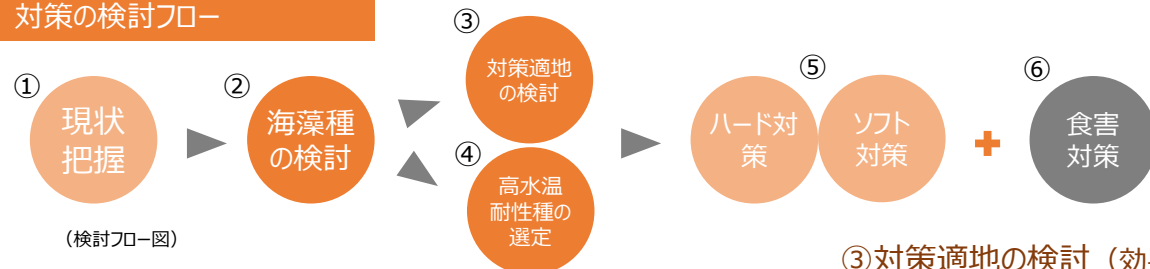 対策の検討フロー
①
現状
把握
②
海藻種
の検討
③
対策適地
の検討
④
高水温
耐性種の
選定
⑤
ハード対
策
ソフト
対策
⑥
食害
対策
（検討フロー図）
③対策適地の検討（効